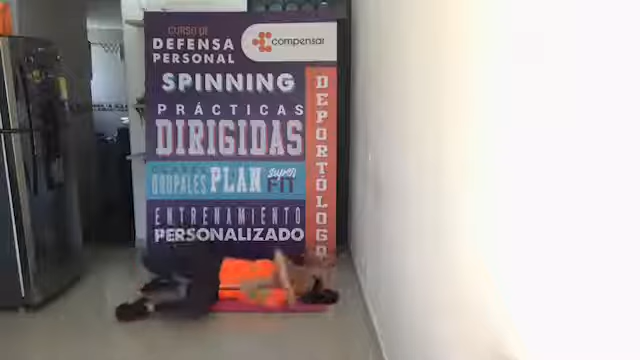 CURSO DE
DEFENSA
PERSONAL
compensar
SPINNING
PRÁCTICAS
DIRIGIDAS
GRUPALES PLAN super FIT
ENTRENAMIENTO
PERSONALIZADO
DEPORTÓLOGO